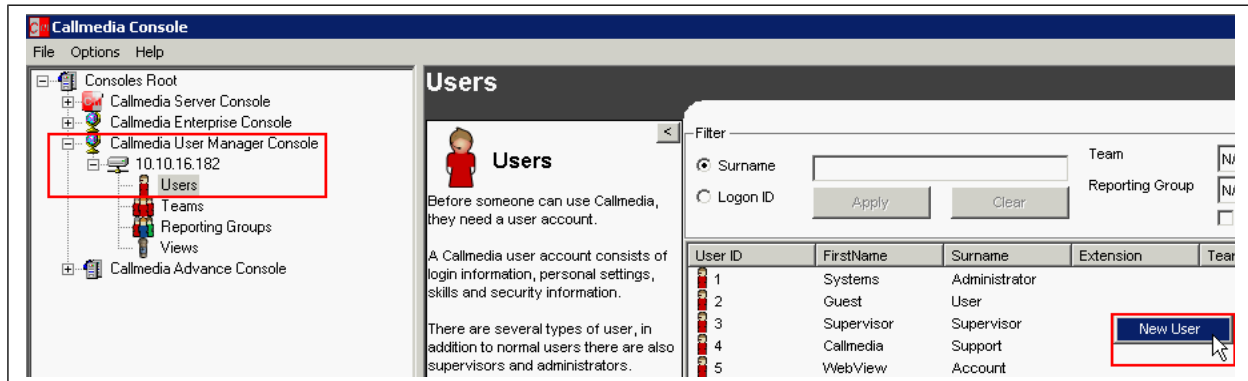 Callmedia Console
File Options Help
Consoles Root
Callmedia Server Console
Callmedia Enterprise Console
Callmedia User Manager Console
10.10.16.182
Users
Teams
Reporting Groups
Views
Callmedia Advance Console
Users
<
Users
Before someone can use Callmedia,
they need a user account.
A Callmedia user account consists of
login information, personal settings,
skills and security information.
There are several types of user, in
addition to normal users there are also
supervisors and administrators.
Filter
Surname
Logon ID
Apply Clear
Team
Reporting Group
User ID FirstName Surname Extension
1 Systems Administrator
2 Guest User
3 Supervisor Supervisor
4 Callmedia Support
5 WebView Account
New User